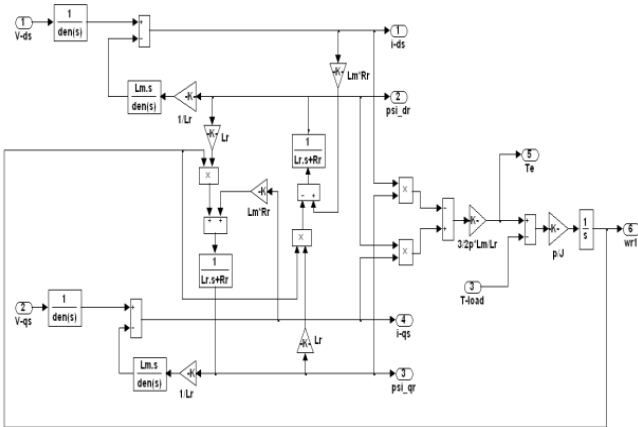 1
V-ds
1
den(s)
+
-
1
i-ds
-K-
Lm*Rr
Lm.s
den(s)
-K-
1/Lr
2
psi_dr
-K-
Lr
1
Lr.s+Rr
x
- +
-K-
Lm*Rr
+ +
x
1
Lr.s+Rr
x
x
-
+
-K-
3/2p*Lm/Lr
5
Te
+
-
K-
p/J
1
s
6
wr1
3
T-load
2
V-qs
1
den(s)
+
-
4
i-qs
-K-
Lr
Lm.s
den(s)
-K-
1/Lr
3
psi_qr